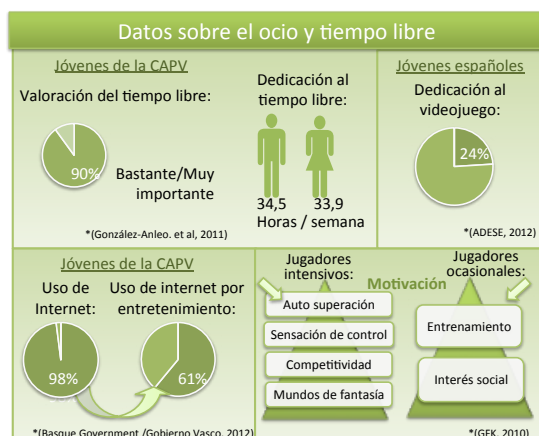 Datos sobre el ocio y tiempo libre
Jóvenes de la CAPV
Valoración del tiempo libre:
90%
Bastante/Muy
importante
Dedicación al
tiempo libre:
34,5
33,9
Horas / semana
*(González-Anleo. et al, 2011)
Jóvenes españoles
Dedicación al
videojuego:
24%
*(ADESE, 2012)
Jóvenes de la CAPV
Uso de
Internet:
98%
Uso de internet por
entretenimiento:
61%
*(Basque Government /Gobierno Vasco, 2012)
Jugadores
intensivos:
Motivación
Jugadores
ocasionales:
Auto superación
Sensación de control
Competitividad
Mundos de fantasía
Entrenamiento
Interés social
*(GFK, 2010)